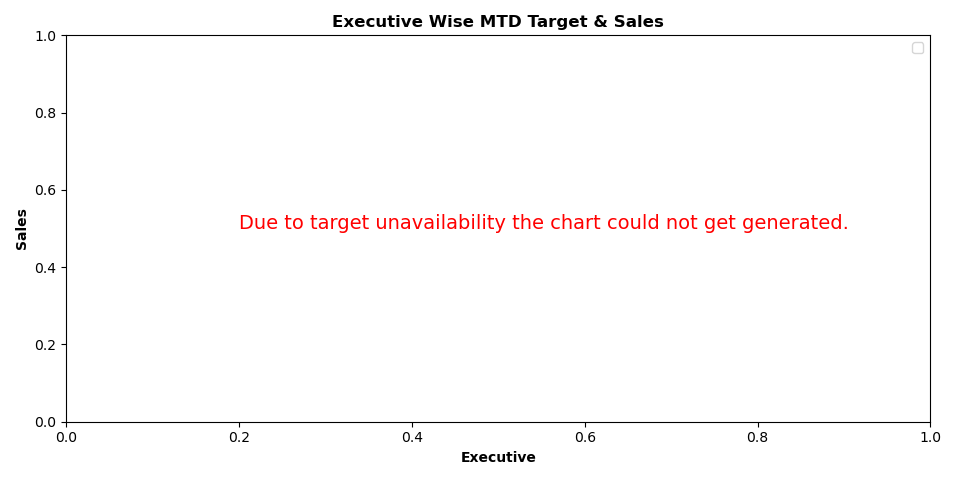 Executive Wise MTD Target & Sales
1.0
0.8
0.6
0.4
0.2
0.0
Sales
Due to target unavailability the chart could not get generated.
0.0 0.2 0.4 0.6 0.8 1.0
Executive